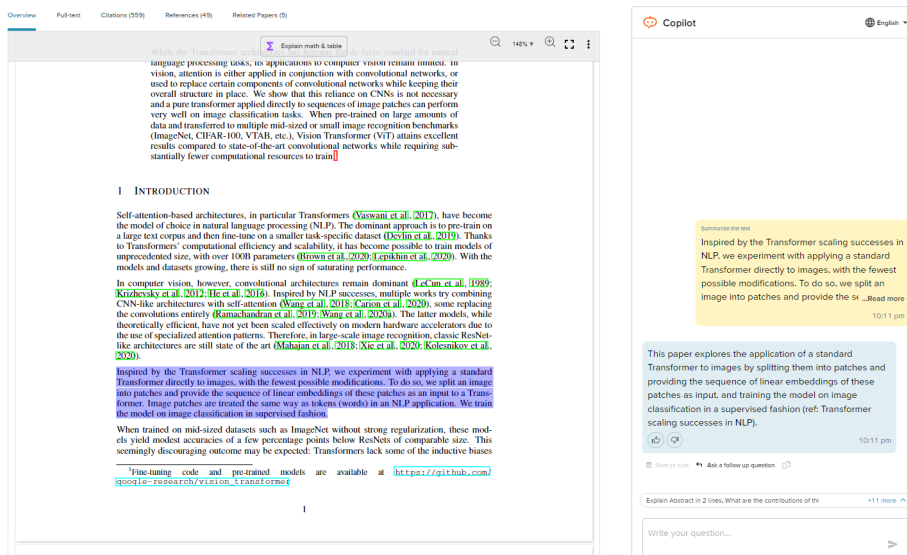 Overview Full-text Citations (559) References (49) Related Papers (5)
Explain math & table
148%
While the Transformer architecture has become the de-facto standard for natural
language processing tasks, its applications to computer vision remain limited. In
vision, attention is either applied in conjunction with convolutional networks, or
used to replace certain components of convolutional networks while keeping their
overall structure in place. We show that this reliance on CNNs is not necessary
and a pure transformer applied directly to sequences of image patches can perform
very well on image classification tasks. When pre-trained on large amounts of
data and transferred to multiple mid-sized or small image recognition benchmarks
(ImageNet, CIFAR-100, VTAB, etc.), Vision Transformer (ViT) attains excellent
results compared to state-of-the-art convolutional networks while requiring sub-
stantially fewer computational resources to train.1
1 INTRODUCTION
Self-attention-based architectures, in particular Transformers (Vaswani et al., 2017), have become
the model of choice in natural language processing (NLP). The dominant approach is to pre-train on
a large text corpus and then fine-tune on a smaller task-specific dataset (Devlin et al., 2019). Thanks
to Transformers' computational efficiency and scalability, it has become possible to train models of
unprecedented size, with over 100B parameters (Brown et al., 2020; Lepikhin et al., 2020). With the
models and datasets growing, there is still no sign of saturating performance.
In computer vision, however, convolutional architectures remain dominant (LeCun et al., 1989;
Krizhevsky et al., 2012; He et al., 2016). Inspired by NLP successes, multiple works try combining
CNN-like architectures with self-attention (Wang et al., 2018; Carion et al., 2020), some replacing
the convolutions entirely (Ramachandran et al., 2019; Wang et al., 2020a). The latter models, while
theoretically efficient, have not yet been scaled effectively on modern hardware accelerators due to
the use of specialized attention patterns. Therefore, in large-scale image recognition, classic ResNet-
like architectures are still state of the art (Mahajan et al., 2018; Xie et al., 2020; Kolesnikov et al.,
2020).
Inspired by the Transformer scaling successes in NLP, we experiment with applying a standard
Transformer directly to images, with the fewest possible modifications. To do so, we split an image
into patches and provide the sequence of linear embeddings of these patches as an input to a Trans-
former. Image patches are treated the same way as tokens (words) in an NLP application. We train
the model on image classification in supervised fashion.
When trained on mid-sized datasets such as ImageNet without strong regularization, these mod-
els yield modest accuracies of a few percentage points below ResNets of comparable size. This
seemingly discouraging outcome may be expected: Transformers lack some of the inductive biases
1Fine-tuning code and pre-trained models are available at https://github.com/
google-research/vision_transformer
1
Copilot English
Summarize the text
Inspired by the Transformer scaling successes in
NLP, we experiment with applying a standard
Transformer directly to images, with the fewest
possible modifications. To do so, we split an
image into patches and provide the se ...Read more
10:11 pm
This paper explores the application of a standard
Transformer to images by splitting them into patches and
providing the sequence of linear embeddings of these
patches as input, and training the model on image
classification in a supervised fashion (ref: Transformer
scaling successes in NLP).
10:11 pm
Save as note Ask a follow up question
Explain Abstract in 2 lines. What are the contributions of thi +11 more
Write your question...